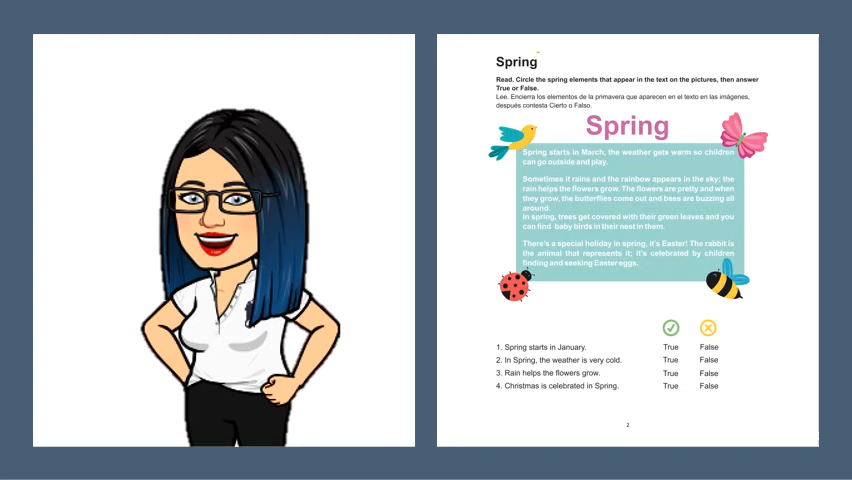 Spring
Read. Circle the spring elements that appear in the text on the pictures, then answer
True or False.
Lee. Encierra los elementos de la primavera que aparecen en el texto en las imágenes,
después contesta Cierto o Falso.
Spring
Spring starts in March, the weather gets warm so children
can go outside and play.
Sometimes it rains and the rainbow appears in the sky; the
rain helps the flowers grow. The flowers are pretty and when
they grow, the butterflies come out and bees are buzzing all
around.
In spring, trees get covered with their green leaves and you
can find baby birds in their nest in them.
There's a special holiday in spring, it's Easter! The rabbit is
the animal that represents it; it's celebrated by children
finding and seeking Easter eggs.
1. Spring starts in January. True False
2. In Spring, the weather is very cold. True False
3. Rain helps the flowers grow. True False
4. Christmas is celebrated in Spring. True False
2